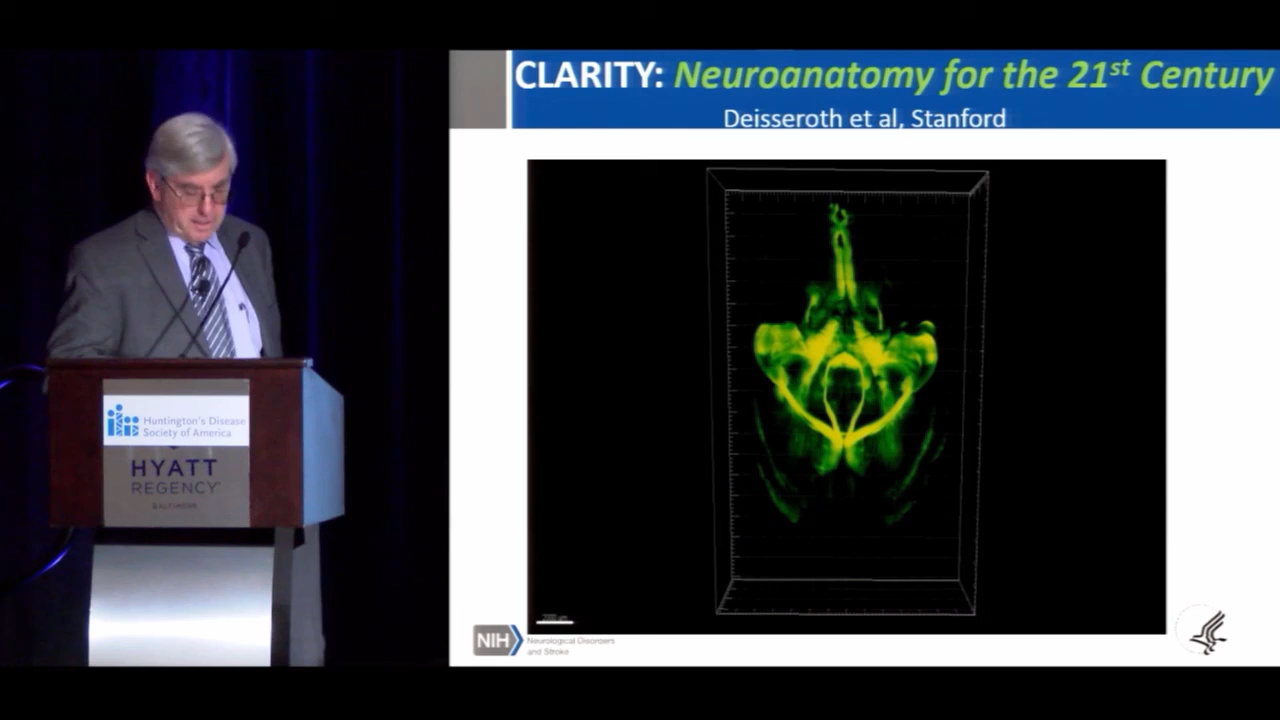 CLARITY: Neuroanatomy for the 21st Century
Deisseroth et al, Stanford
Huntington's Disease
Society of America
HYATT
REGENCY
BALTIMORE
NIH
Neurological Disorders
and Stroke